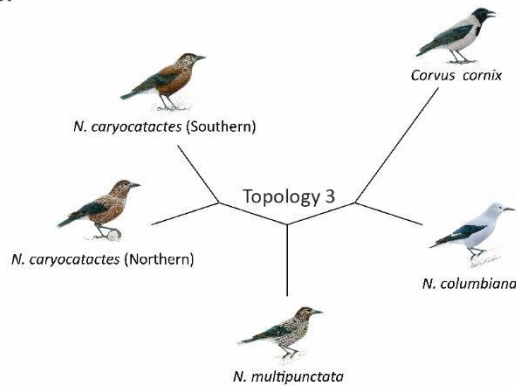 Corvus cornix
N. caryocatactes (Southern)
Topology 3
N. caryocatactes (Northern)
N. columbiana
N. multipunctata